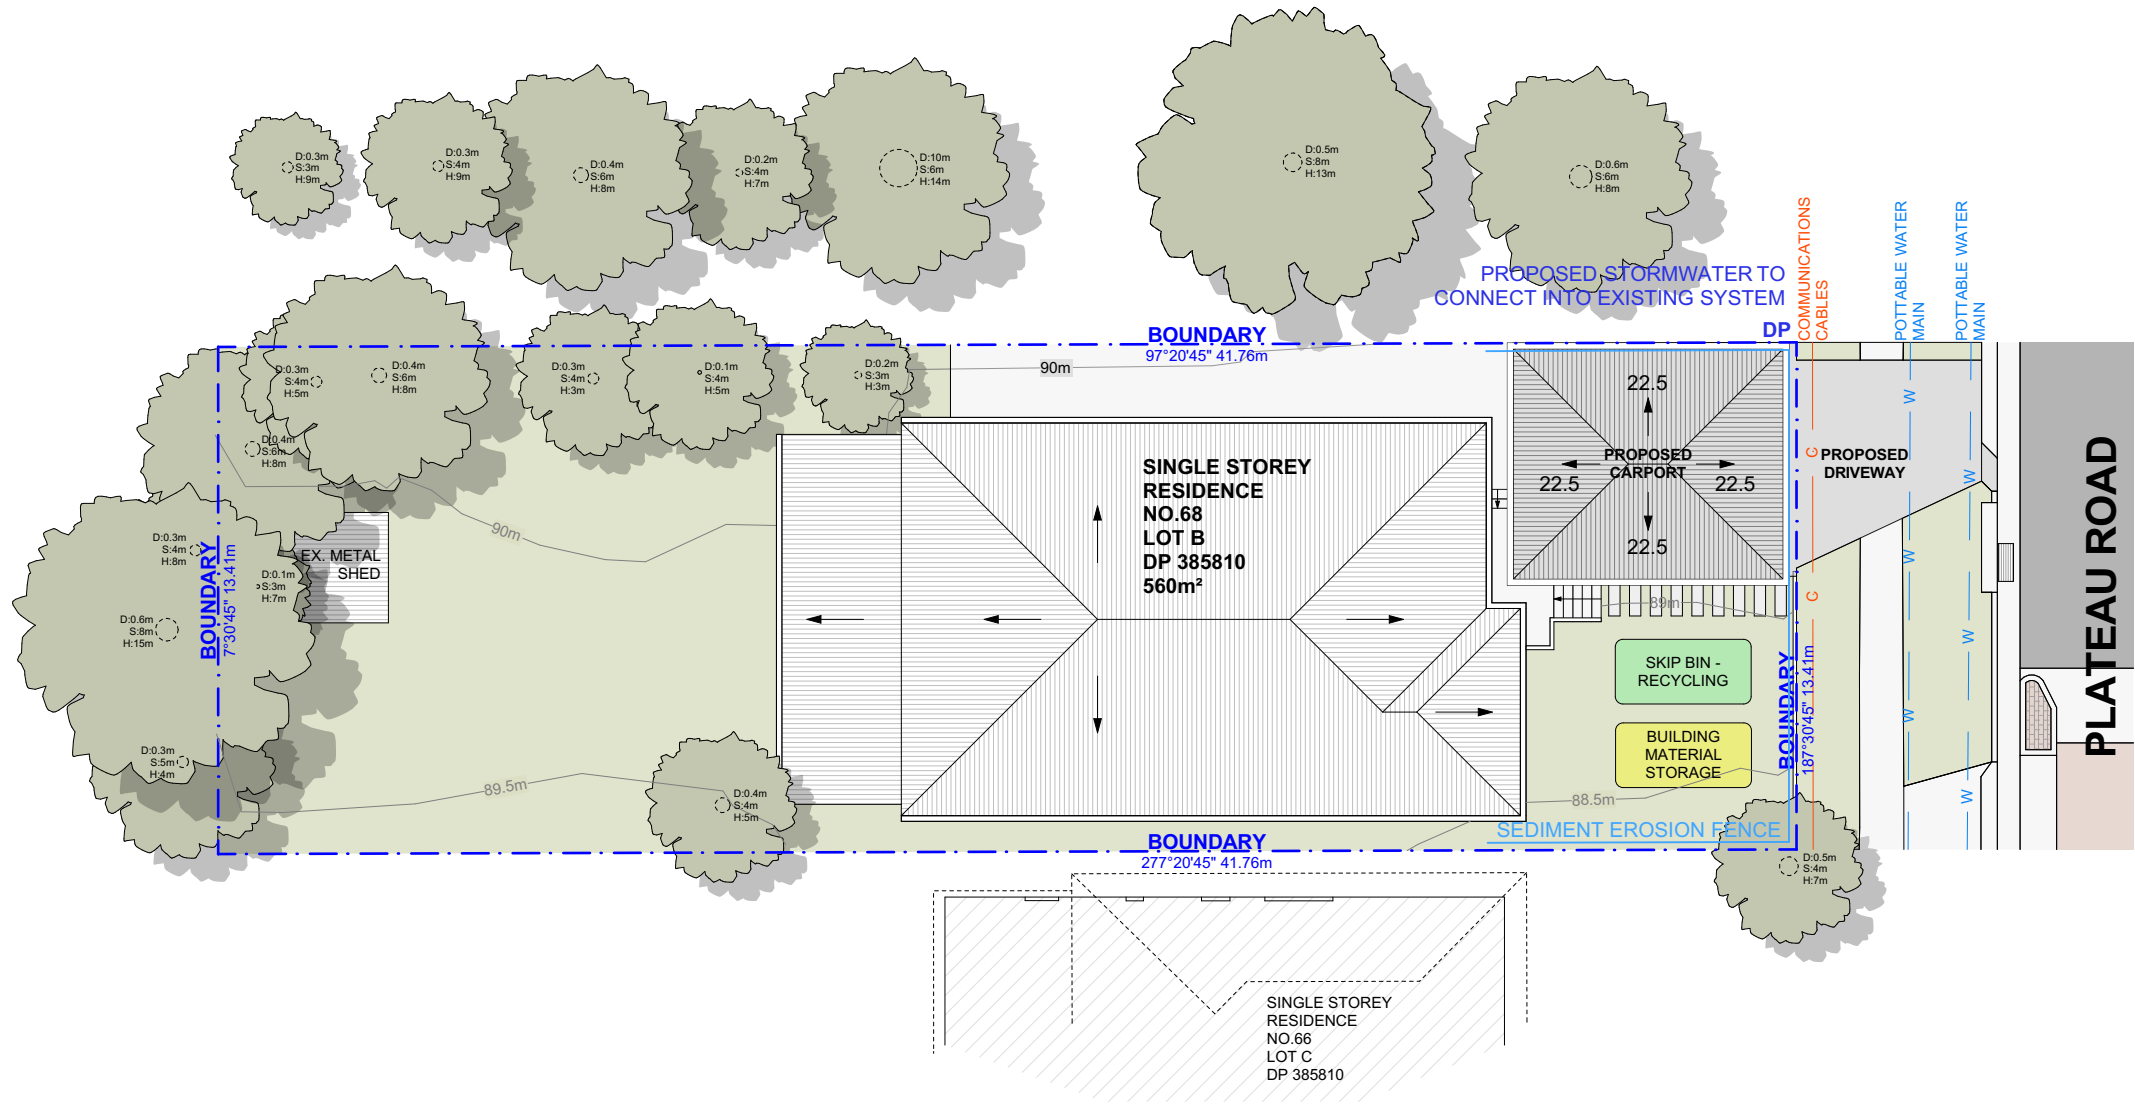 D:0.3m
S:3m
H:9m
D:0.3m
S:4m
H:9m
D:0.4m
S:6m
H:8m
D:0.2m
S:4m
H:7m
D:10m
S:6m
H:14m
D:0.5m
S:8m
H:13m
D:0.6m
S:6m
H:8m
COMMUNICATIONS
CABLES
POTTABLE WATER
MAIN
POTTABLE WATER
MAIN
PROPOSED STORMWATER TO
CONNECT INTO EXISTING SYSTEM
DP
BOUNDARY
97°20'45" 41.76m
90m
D:0.3m
S:4m
H:5m
D:0.4m
S:6m
H:8m
D:0.3m
S:4m
H:3m
D:0.1m
S:4m
H:5m
D:0.2m
S:3m
H:3m
D:0.4m
S:6m
H:8m
90m
22.5
PROPOSED
CARPORT
22.5
22.5
22.5
PROPOSED
DRIVEWAY
W
W
C
W
W
C
W
W
W
SINGLE STOREY
RESIDENCE
NO.68
LOT B
DP 385810
560m²
D:0.3m
S:4m
H:8m
D:0.1m
S:3m
H:7m
D:0.6m
S:8m
H:15m
EX. METAL
SHED
BOUNDARY
7°30'45" 13.41m
89m
SKIP BIN -
RECYCLING
BUILDING
MATERIAL
STORAGE
BOUNDARY
187°30'45" 13.41m
PLATEAU ROAD
D:0.3m
S:5m
H:4m
89.5m
D:0.4m
S:4m
H:5m
88.5m
SEDIMENT EROSION FENCE
BOUNDARY
277°20'45" 41.76m
D:0.5m
S:4m
H:7m
SINGLE STOREY
RESIDENCE
NO.66
LOT C
DP 385810